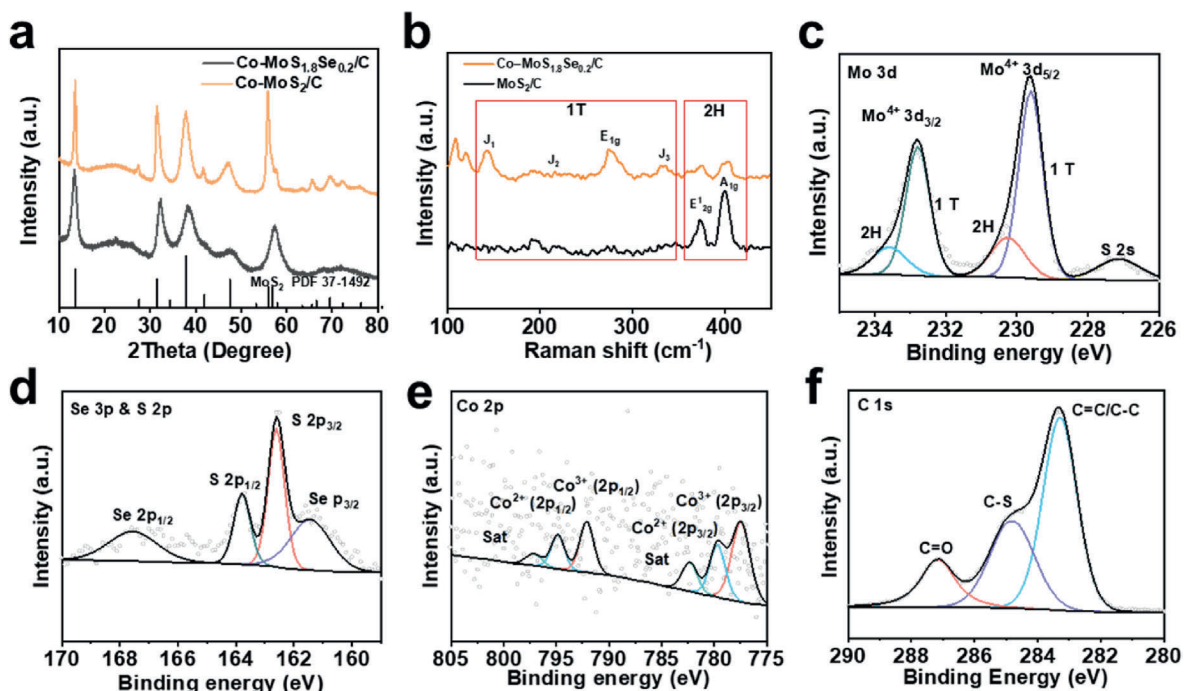 a
Co-MoS1.8Se0.2/C
Co-MoS2/C
MoS2 PDF 37-1492
Intensity (a.u.)
10 20 30 40 50 60 70 80
2Theta (Degree)
b
Co–MoS1.8Se0.2/C
MoS2/C
1T
2H
J1
J2
E1g
J3
E12g
A1g
Intensity (a.u.)
100 200 300 400
Raman shift (cm-1)
c
Mo 3d
Mo4+ 3d5/2
Mo4+ 3d3/2
1 T
1 T
2H
2H
S 2s
Intensity (a.u.)
234 232 230 228 226
Binding energy (eV)
d
Se 3p & S 2p
S 2p3/2
S 2p1/2
Se p3/2
Se 2p1/2
Intensity (a.u.)
170 168 166 164 162 160
Binding energy (eV)
e
Co 2p
Co3+ (2p1/2)
Co2+ (2p1/2)
Co3+ (2p3/2)
Co2+ (2p3/2)
Sat
Sat
Intensity (a.u.)
805 800 795 790 785 780 775
Binding energy (eV)
f
C 1s
C=C/C-C
C-S
C=O
Intensity (a.u.)
290 288 286 284 282 280
Binding Energy (eV)